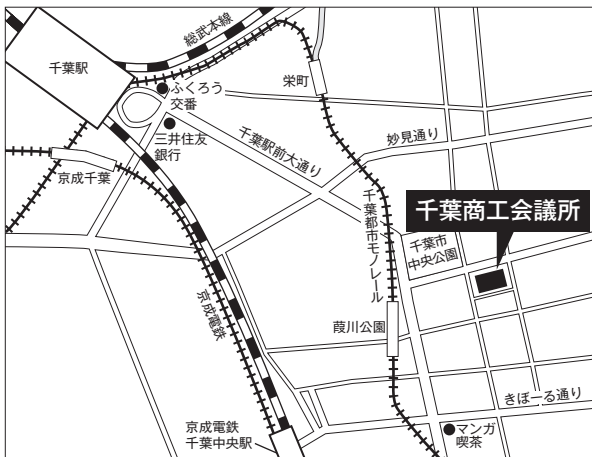 総武本線
千葉駅
ふくろう
交番
栄町
三井住友
銀行
千葉駅前大通り
妙見通り
京成千葉
千葉商工会議所
千葉都市モノレール
千葉市
中央公園
京成電鉄
葭川公園
きぼーる通り
京成電鉄
千葉中央駅
マンガ
喫茶